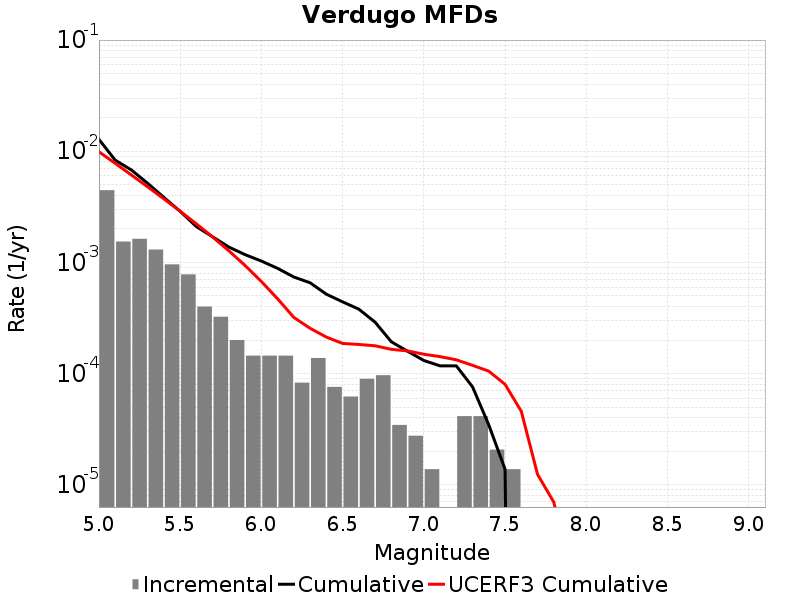 Verdugo MFDs
10-1
10-2
10-3
10-4
10-5
Rate (1/yr)
5.0 5.5 6.0 6.5 7.0 7.5 8.0 8.5 9.0
Magnitude
Incremental Cumulative UCERF3 Cumulative